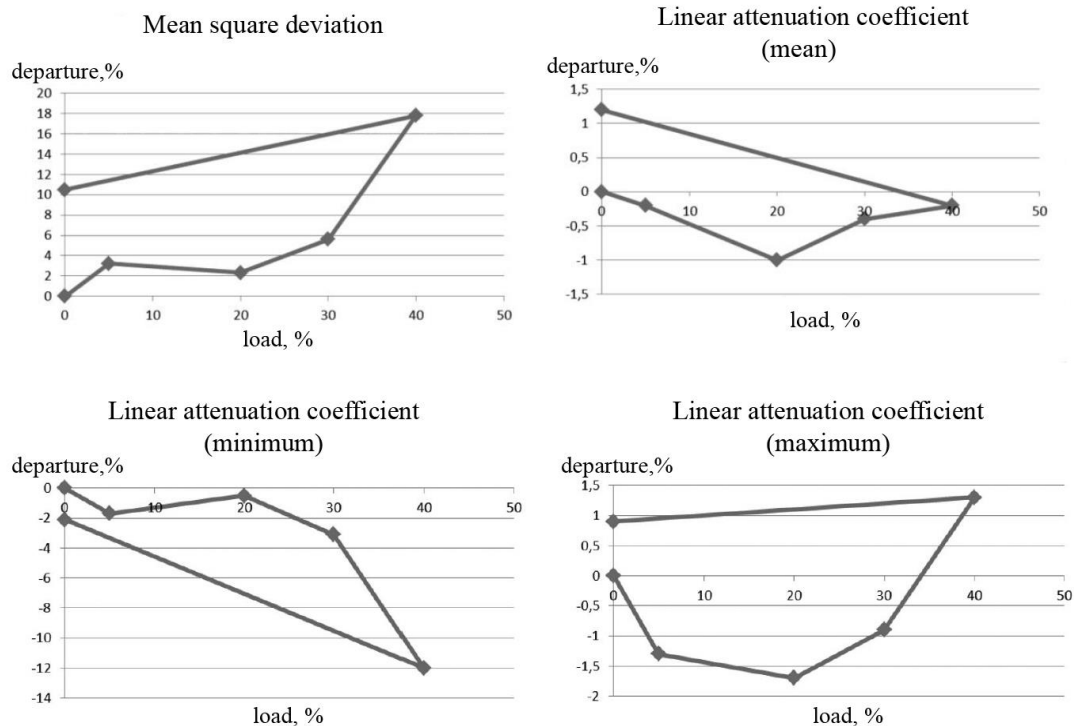 Mean square deviation
departure,%
20
18
16
14
12
10
8
6
4
2
0
0 10 20 30 40 50
load, %
Linear attenuation coefficient
(mean)
departure,%
1,5
1
0,5
0
-0,5
-1
-1,5
0 10 20 30 40 50
load, %
Linear attenuation coefficient
(minimum)
departure,%
0
-2
-4
-6
-8
-10
-12
-14
0 10 20 30 40 50
load, %
Linear attenuation coefficient
(maximum)
departure,%
1,5
1
0,5
0
-0,5
-1
-1,5
-2
0 10 20 30 40 50
load, %